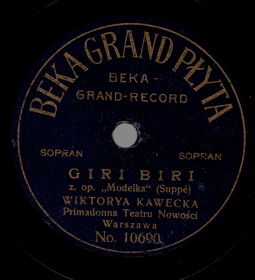 BEKA GRAND PŁYTA
BEKA -
GRAND-RECORD
SOPRAN SOPRAN
GIRI BIRI
z. op. „Modelka“ (Suppé)
WIKTORYA KAWECKA
Primadonna Teatru Nowości
Warszawa
No. 10690